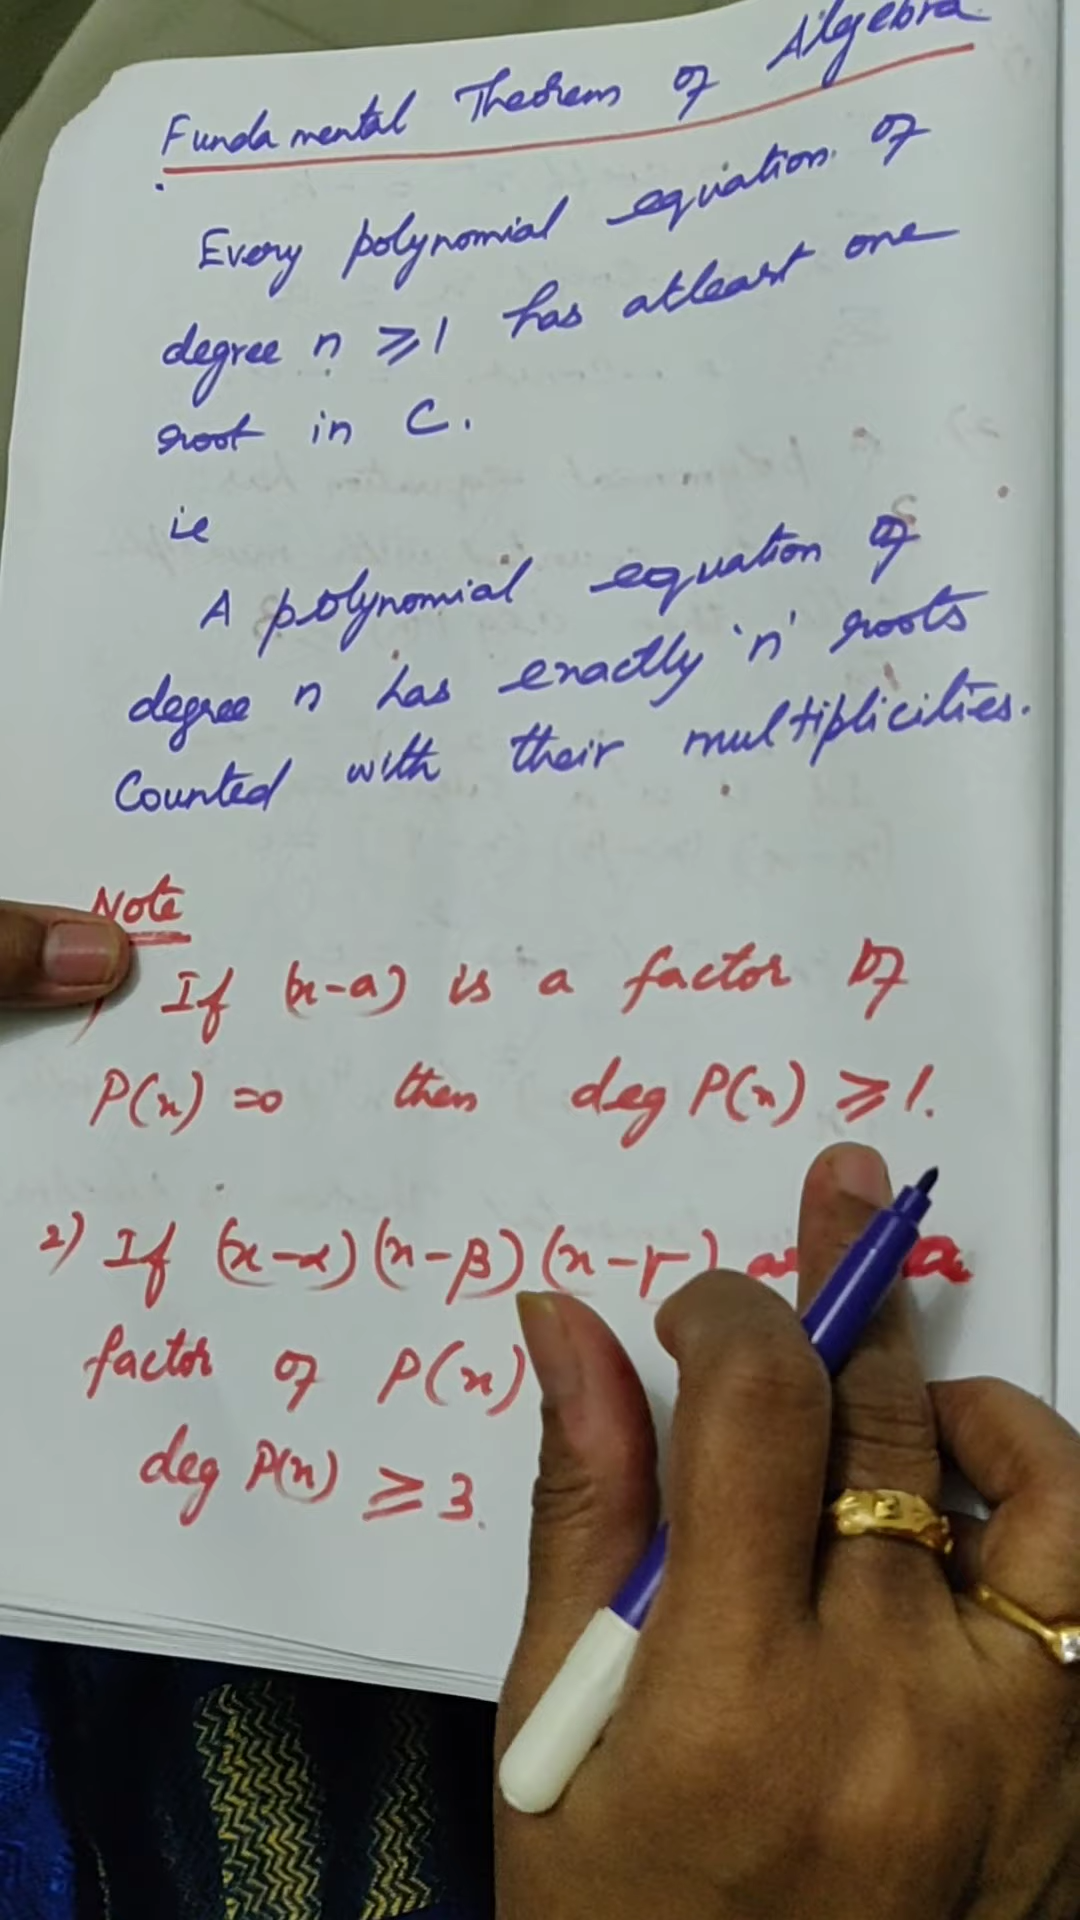 Fundamental Theorem of Algebra
Every polynomial equation of
degree n ⩾ 1 has atleast one
root in C.
ie
A polynomial equation of
degree n has exactly 'n' roots
Counted with their multiplicities.
Note
If (x-a) is a factor of
P(x) =0 then deg P(x) ⩾ 1.
2) If (x-α) (x-β) (x-γ) a
factor of P(x)
deg P(x) ⩾ 3.